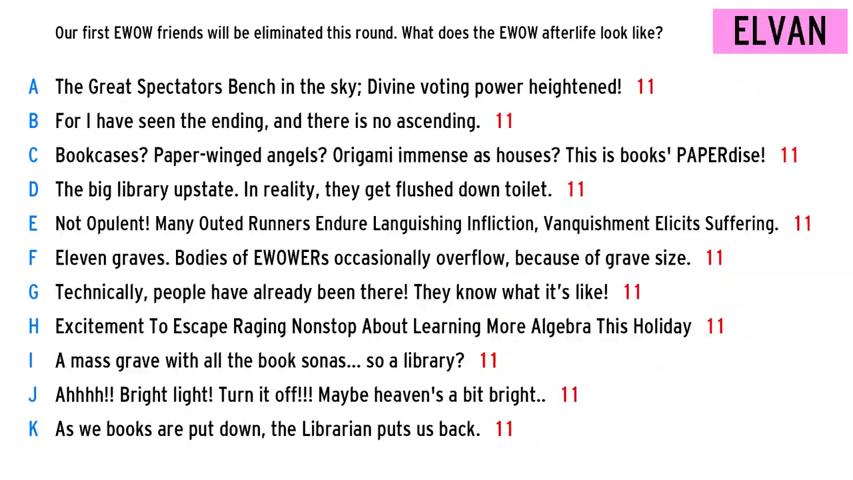 Our first EWOW friends will be eliminated this round. What does the EWOW afterlife look like?
ELVAN
A The Great Spectators Bench in the sky; Divine voting power heightened! 11
B For I have seen the ending, and there is no ascending. 11
C Bookcases? Paper-winged angels? Origami immense as houses? This is books' PAPERdise! 11
D The big library upstate. In reality, they get flushed down toilet. 11
E Not Opulent! Many Outed Runners Endure Languishing Infliction, Vanquishment Elicits Suffering. 11
F Eleven graves. Bodies of EWOWERs occasionally overflow, because of grave size. 11
G Technically, people have already been there! They know what it’s like! 11
H Excitement To Escape Raging Nonstop About Learning More Algebra This Holiday 11
I A mass grave with all the book sonas... so a library? 11
J Ahhhh!! Bright light! Turn it off!!! Maybe heaven's a bit bright.. 11
K As we books are put down, the Librarian puts us back. 11